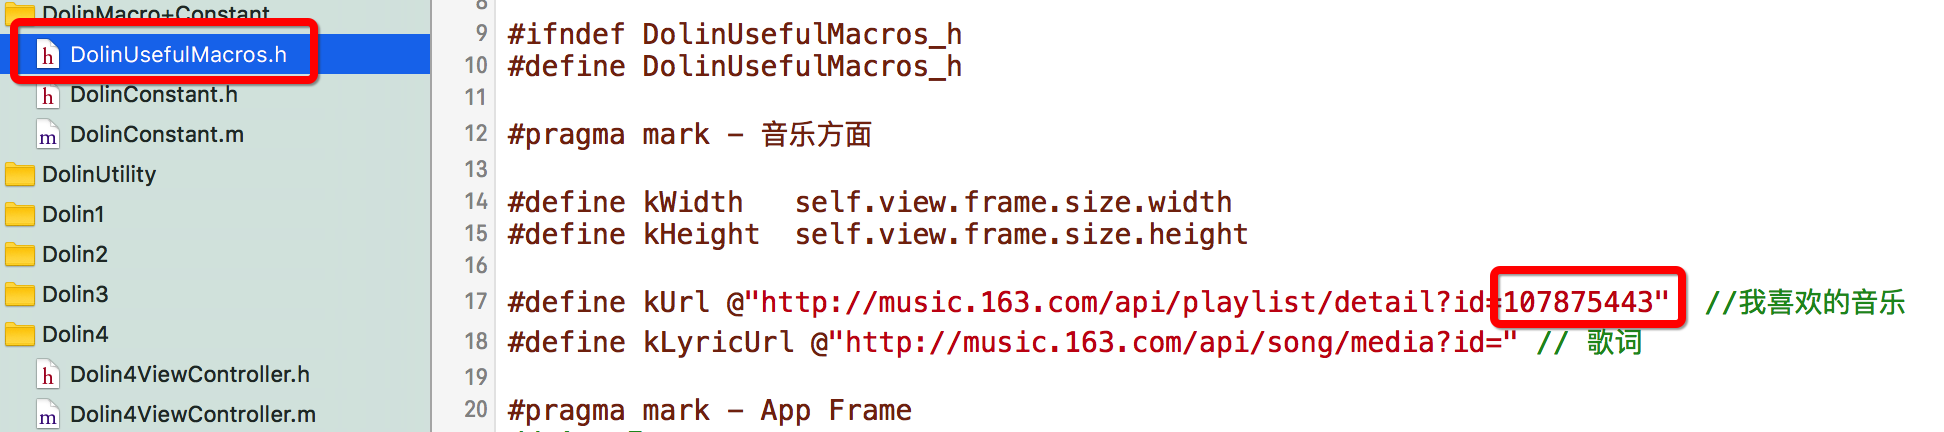 DolinMacro+Constant
DolinUsefulMacros.h
DolinConstant.h
DolinConstant.m
DolinUtility
Dolin1
Dolin2
Dolin3
Dolin4
Dolin4ViewController.h
Dolin4ViewController.m
8
9 #ifndef DolinUsefulMacros_h
10 #define DolinUsefulMacros_h
11
12 #pragma mark - 音乐方面
13
14 #define kWidth   self.view.frame.size.width
15 #define kHeight  self.view.frame.size.height
16
17 #define kUrl @"http://music.163.com/api/playlist/detail?id=107875443"  //我喜欢的音乐
18 #define kLyricUrl @"http://music.163.com/api/song/media?id=" // 歌词
19
20 #pragma mark - App Frame